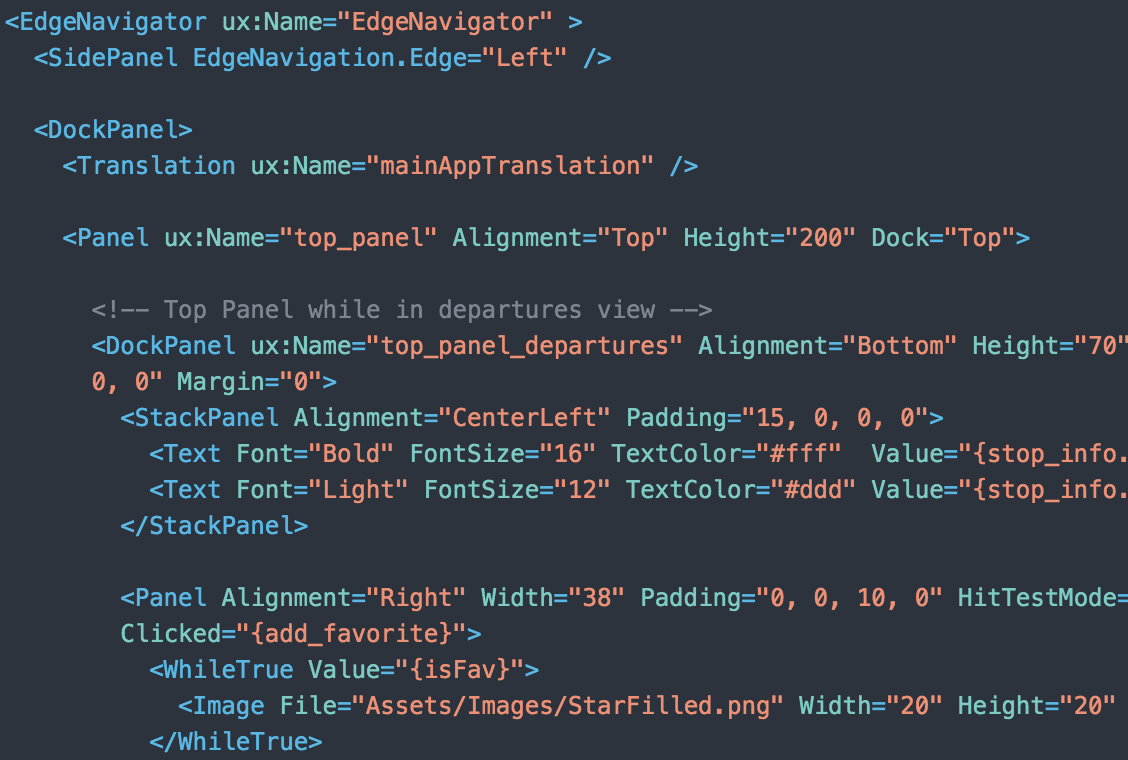 <EdgeNavigator ux:Name="EdgeNavigator" >
<SidePanel EdgeNavigation.Edge="Left" />
<DockPanel>
<Translation ux:Name="mainAppTranslation" />
<Panel ux:Name="top_panel" Alignment="Top" Height="200" Dock="Top">
<!-- Top Panel while in departures view -->
<DockPanel ux:Name="top_panel_departures" Alignment="Bottom" Height="70"
0, 0" Margin="0">
<StackPanel Alignment="CenterLeft" Padding="15, 0, 0, 0">
<Text Font="Bold" FontSize="16" TextColor="#fff"  Value="{stop_info.
<Text Font="Light" FontSize="12" TextColor="#ddd" Value="{stop_info.
</StackPanel>
<Panel Alignment="Right" Width="38" Padding="0, 0, 10, 0" HitTestMode=
Clicked="{add_favorite}">
<WhileTrue Value="{isFav}">
<Image File="Assets/Images/StarFilled.png" Width="20" Height="20"
</WhileTrue>